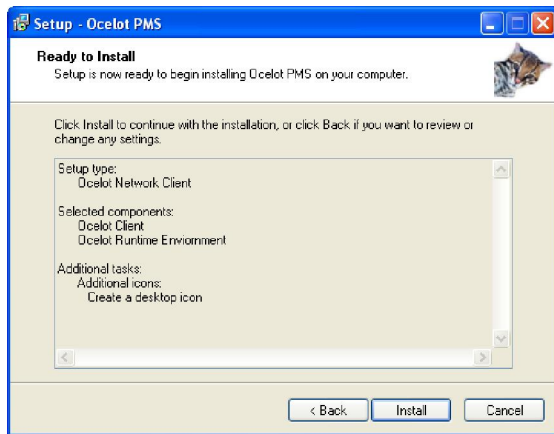 Setup - Ocelot PMS
Ready to Install
Setup is now ready to begin installing Ocelot PMS on your computer.
Click Install to continue with the installation, or click Back if you want to review or
change any settings.
Setup type:
Ocelot Network Client
Selected components:
Ocelot Client
Ocelot Runtime Enviornment
Additional tasks:
Additional icons:
Create a desktop icon
< Back
Install
Cancel